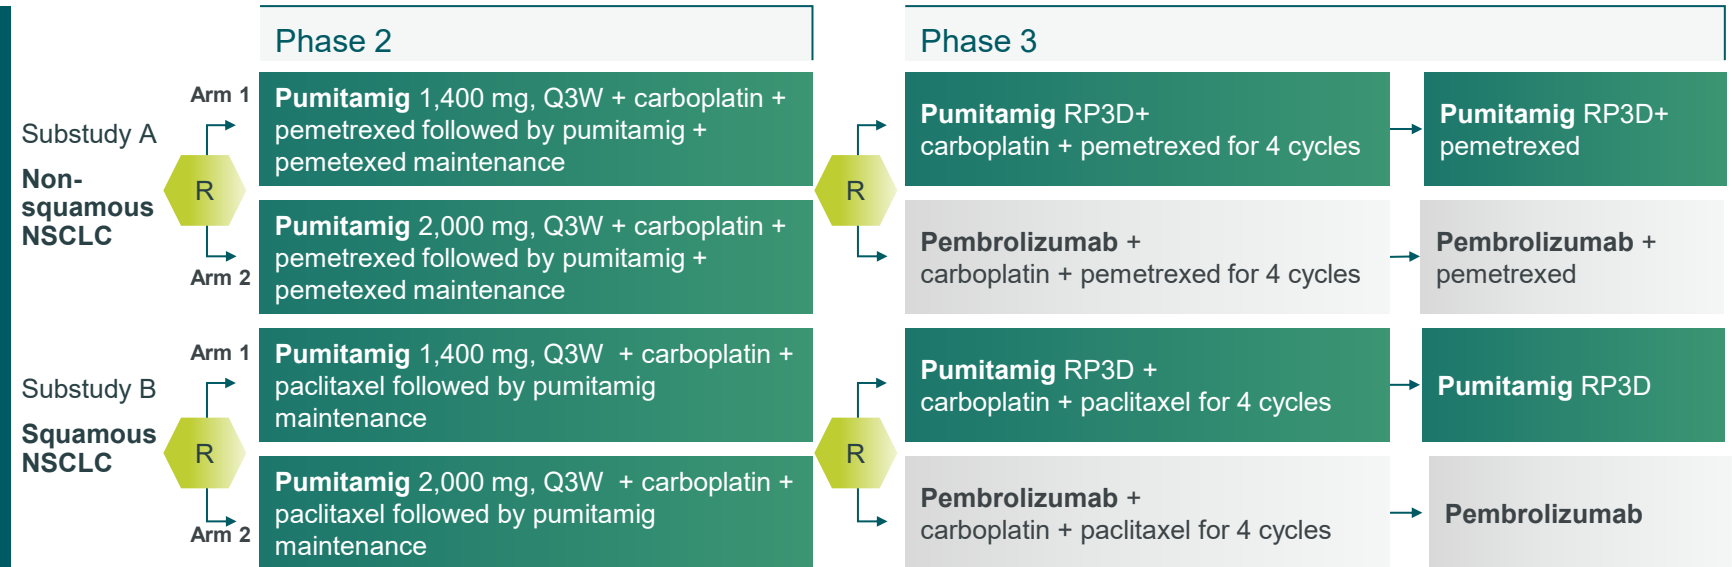 Phase 2
Phase 3
Substudy A
Non-
squamous
NSCLC
R
Arm 1
Pumitamig 1,400 mg, Q3W + carboplatin +
pemetrexed followed by pumitamig +
pemetexed maintenance
Arm 2
Pumitamig 2,000 mg, Q3W + carboplatin +
pemetrexed followed by pumitamig +
pemetexed maintenance
R
Pumitamig RP3D+
carboplatin + pemetrexed for 4 cycles
Pumitamig RP3D+
pemetrexed
Pembrolizumab +
carboplatin + pemetrexed for 4 cycles
Pembrolizumab +
pemetrexed
Substudy B
Squamous
NSCLC
R
Arm 1
Pumitamig 1,400 mg, Q3W + carboplatin +
paclitaxel followed by pumitamig
maintenance
Arm 2
Pumitamig 2,000 mg, Q3W + carboplatin +
paclitaxel followed by pumitamig
maintenance
R
Pumitamig RP3D +
carboplatin + paclitaxel for 4 cycles
Pumitamig RP3D
Pembrolizumab +
carboplatin + paclitaxel for 4 cycles
Pembrolizumab